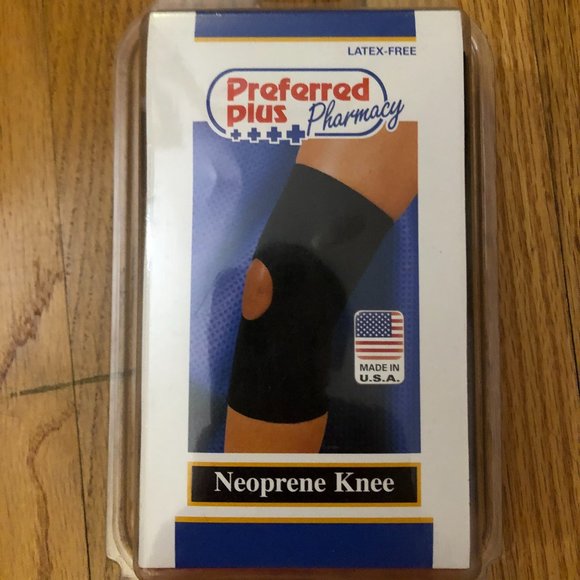 LATEX-FREE
Preferred
plus Pharmacy
MADE IN
U.S.A.
Neoprene Knee